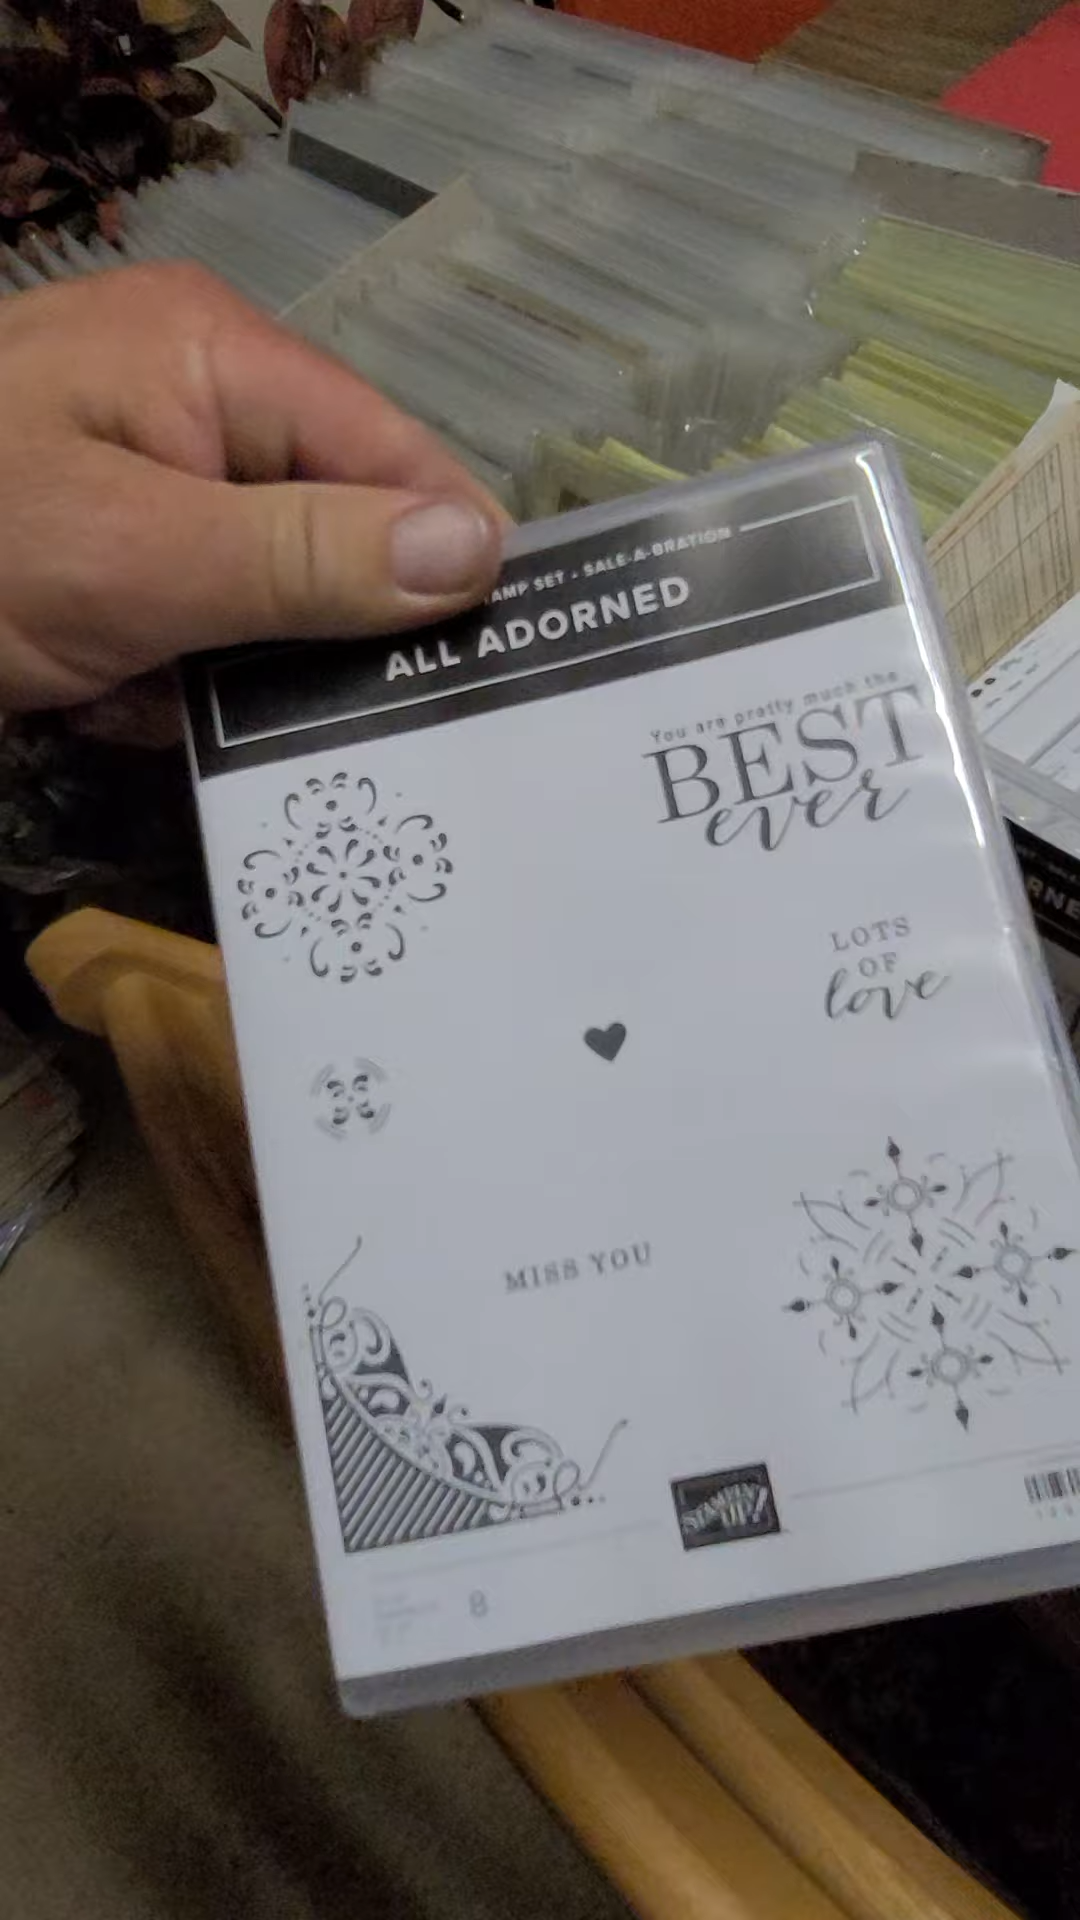 AMP SET • SALE-A-BRATION
ALL ADORNED
You are pretty much the
BEST
ever
LOTS
OF
love
MISS YOU
STAMPIN'
UP!
8
RNE